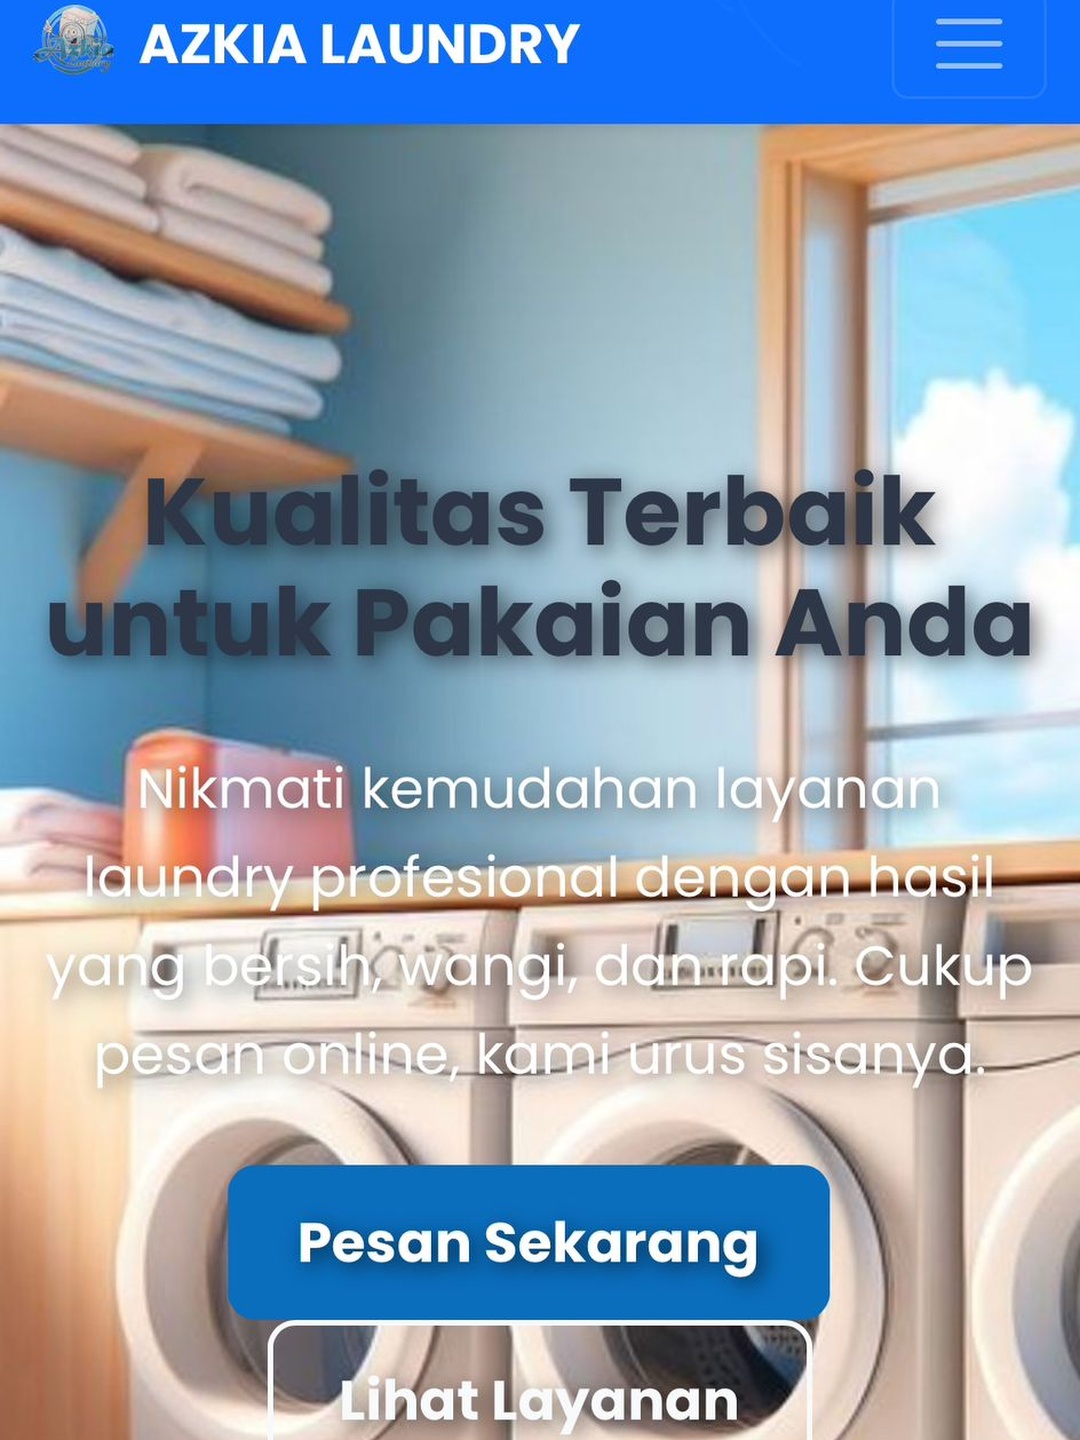 AZKIA LAUNDRY
Kualitas Terbaik
untuk Pakaian Anda
Nikmati kemudahan layanan
laundry profesional dengan hasil
yang bersih, wangi, dan rapi. Cukup
pesan online, kami urus sisanya.
Pesan Sekarang
Lihat Layanan